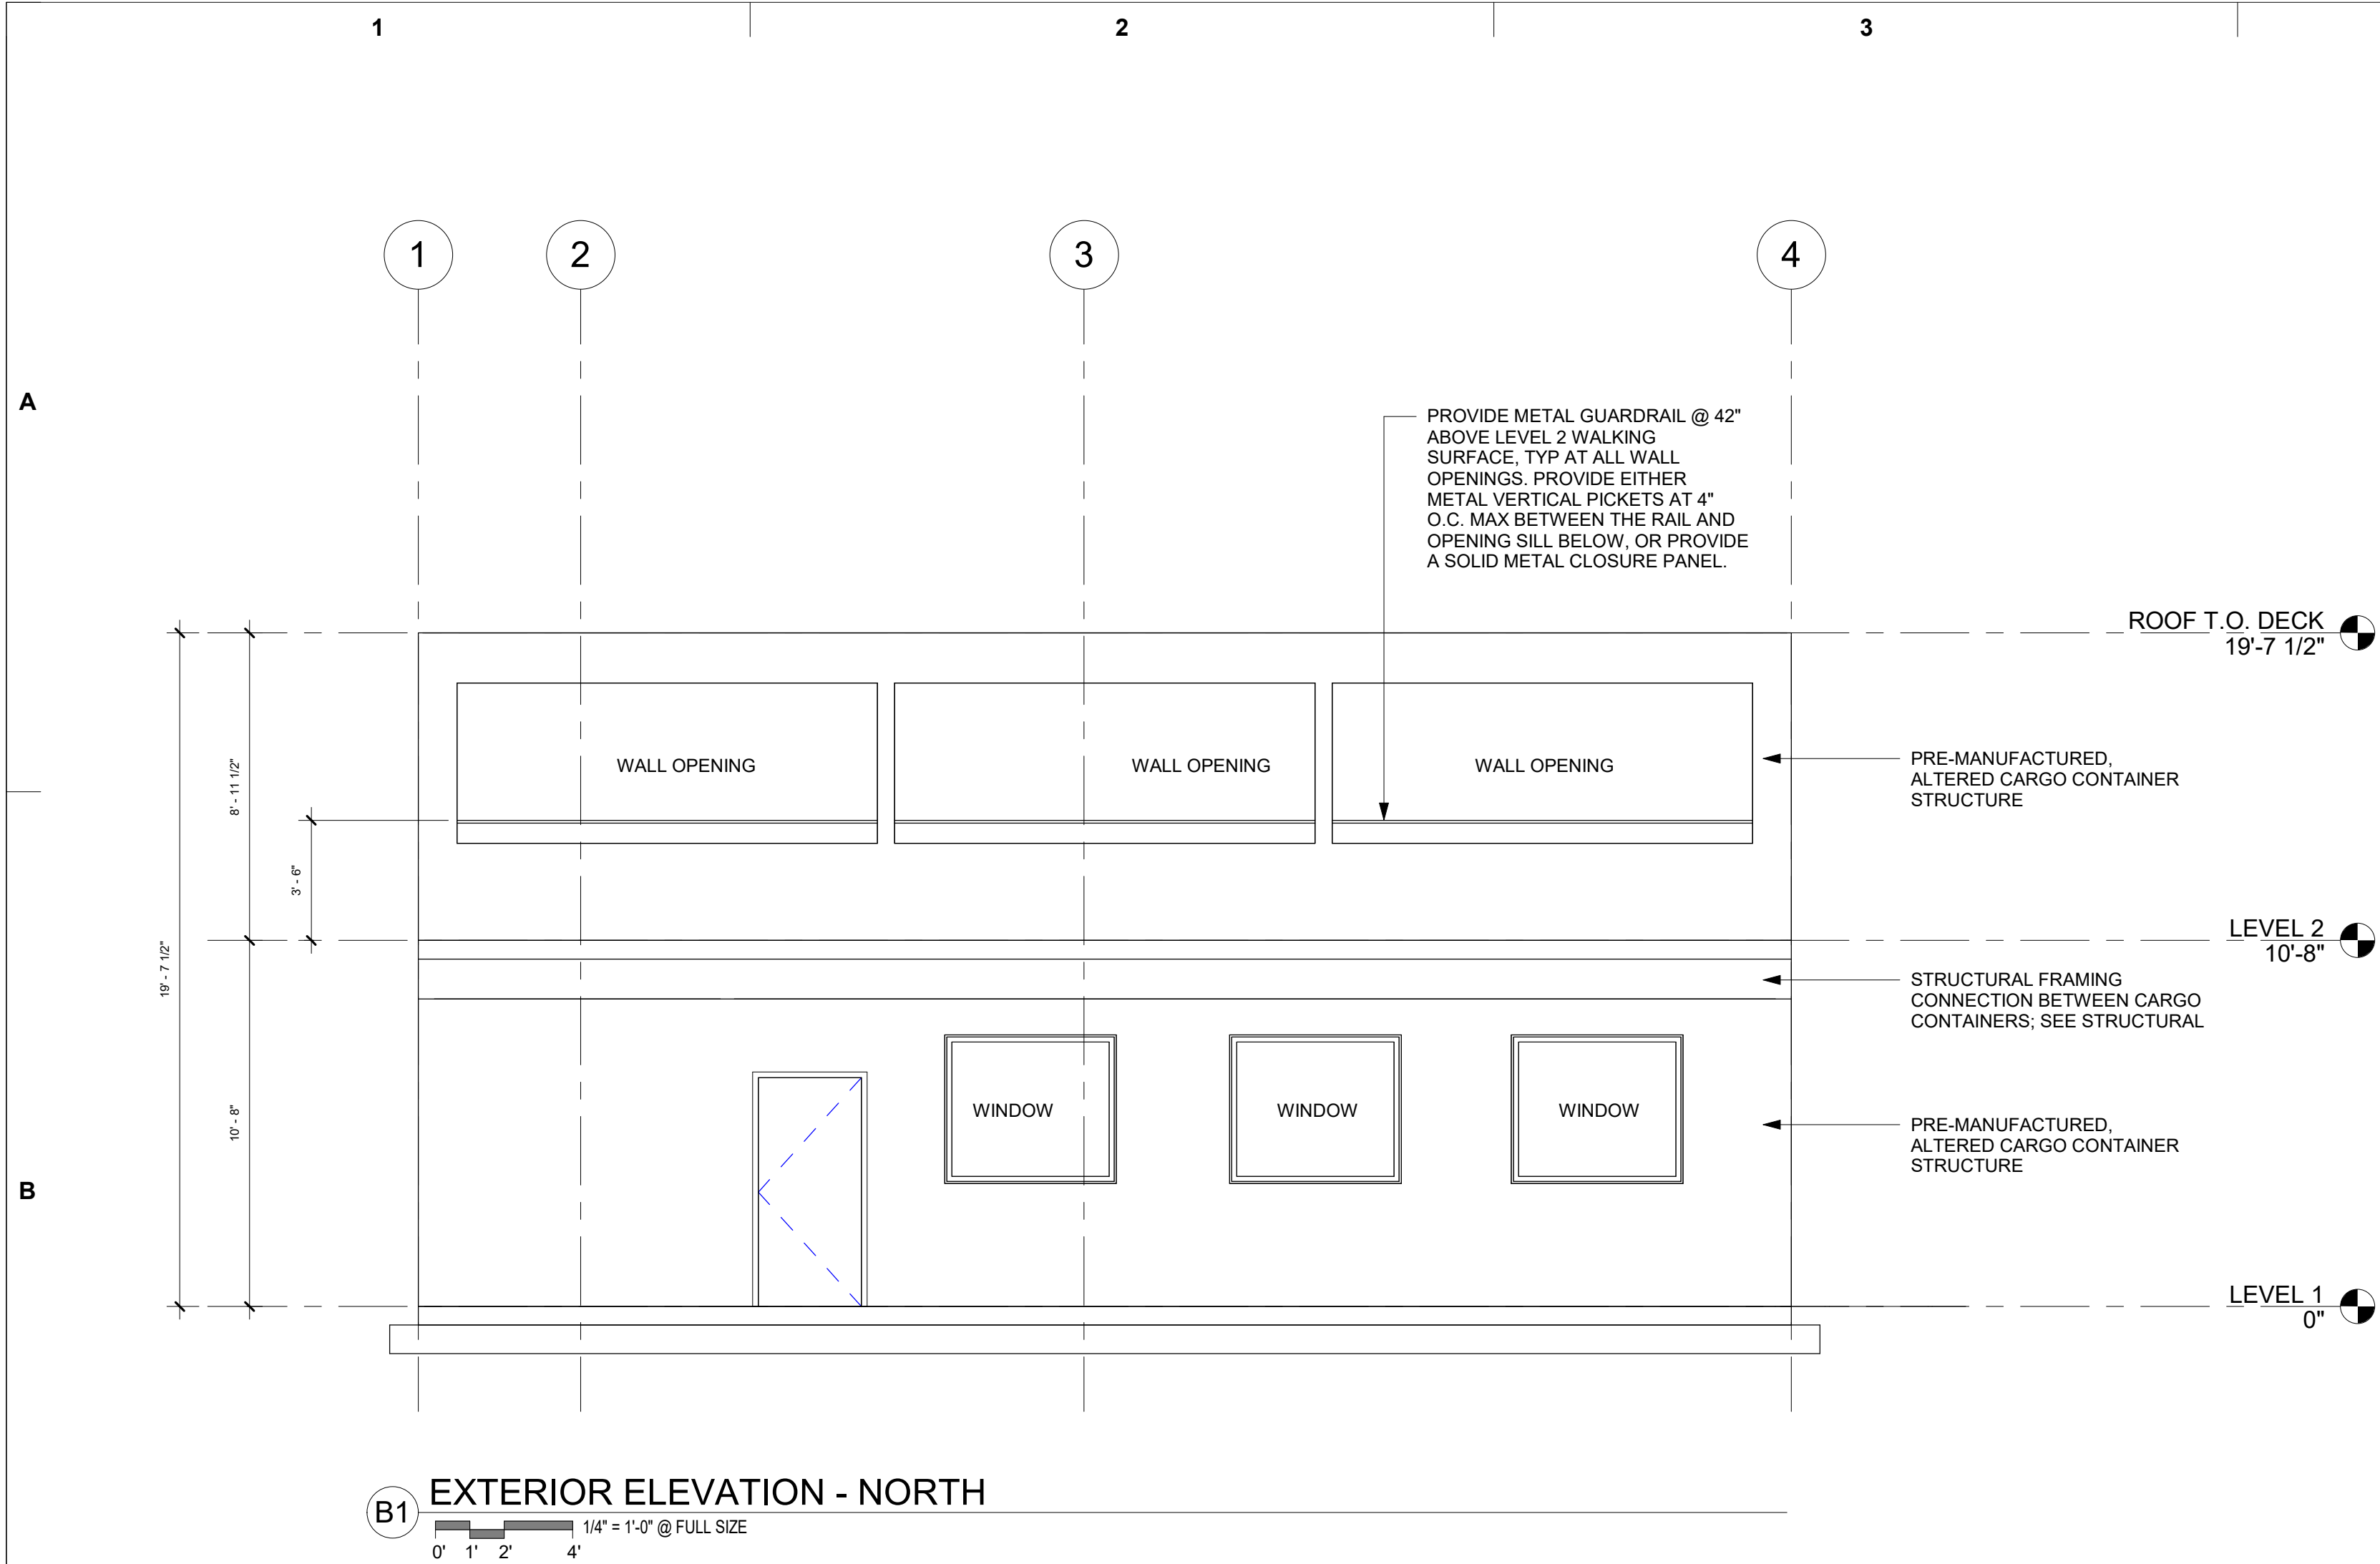 1 2 3
1 2 3 4
A
PROVIDE METAL GUARDRAIL @ 42"
ABOVE LEVEL 2 WALKING
SURFACE, TYP AT ALL WALL
OPENINGS. PROVIDE EITHER
METAL VERTICAL PICKETS AT 4"
O.C. MAX BETWEEN THE RAIL AND
OPENING SILL BELOW, OR PROVIDE
A SOLID METAL CLOSURE PANEL.
ROOF T.O. DECK
19'-7 1/2"
8' - 11 1/2"
WALL OPENING WALL OPENING WALL OPENING
PRE-MANUFACTURED,
ALTERED CARGO CONTAINER
STRUCTURE
3' - 6"
19' - 7 1/2"
LEVEL 2
10'-8"
STRUCTURAL FRAMING
CONNECTION BETWEEN CARGO
CONTAINERS; SEE STRUCTURAL
10' - 8"
WINDOW WINDOW WINDOW
PRE-MANUFACTURED,
ALTERED CARGO CONTAINER
STRUCTURE
B
LEVEL 1
0"
B1
EXTERIOR ELEVATION - NORTH
1/4" = 1'-0" @ FULL SIZE
0' 1' 2' 4'